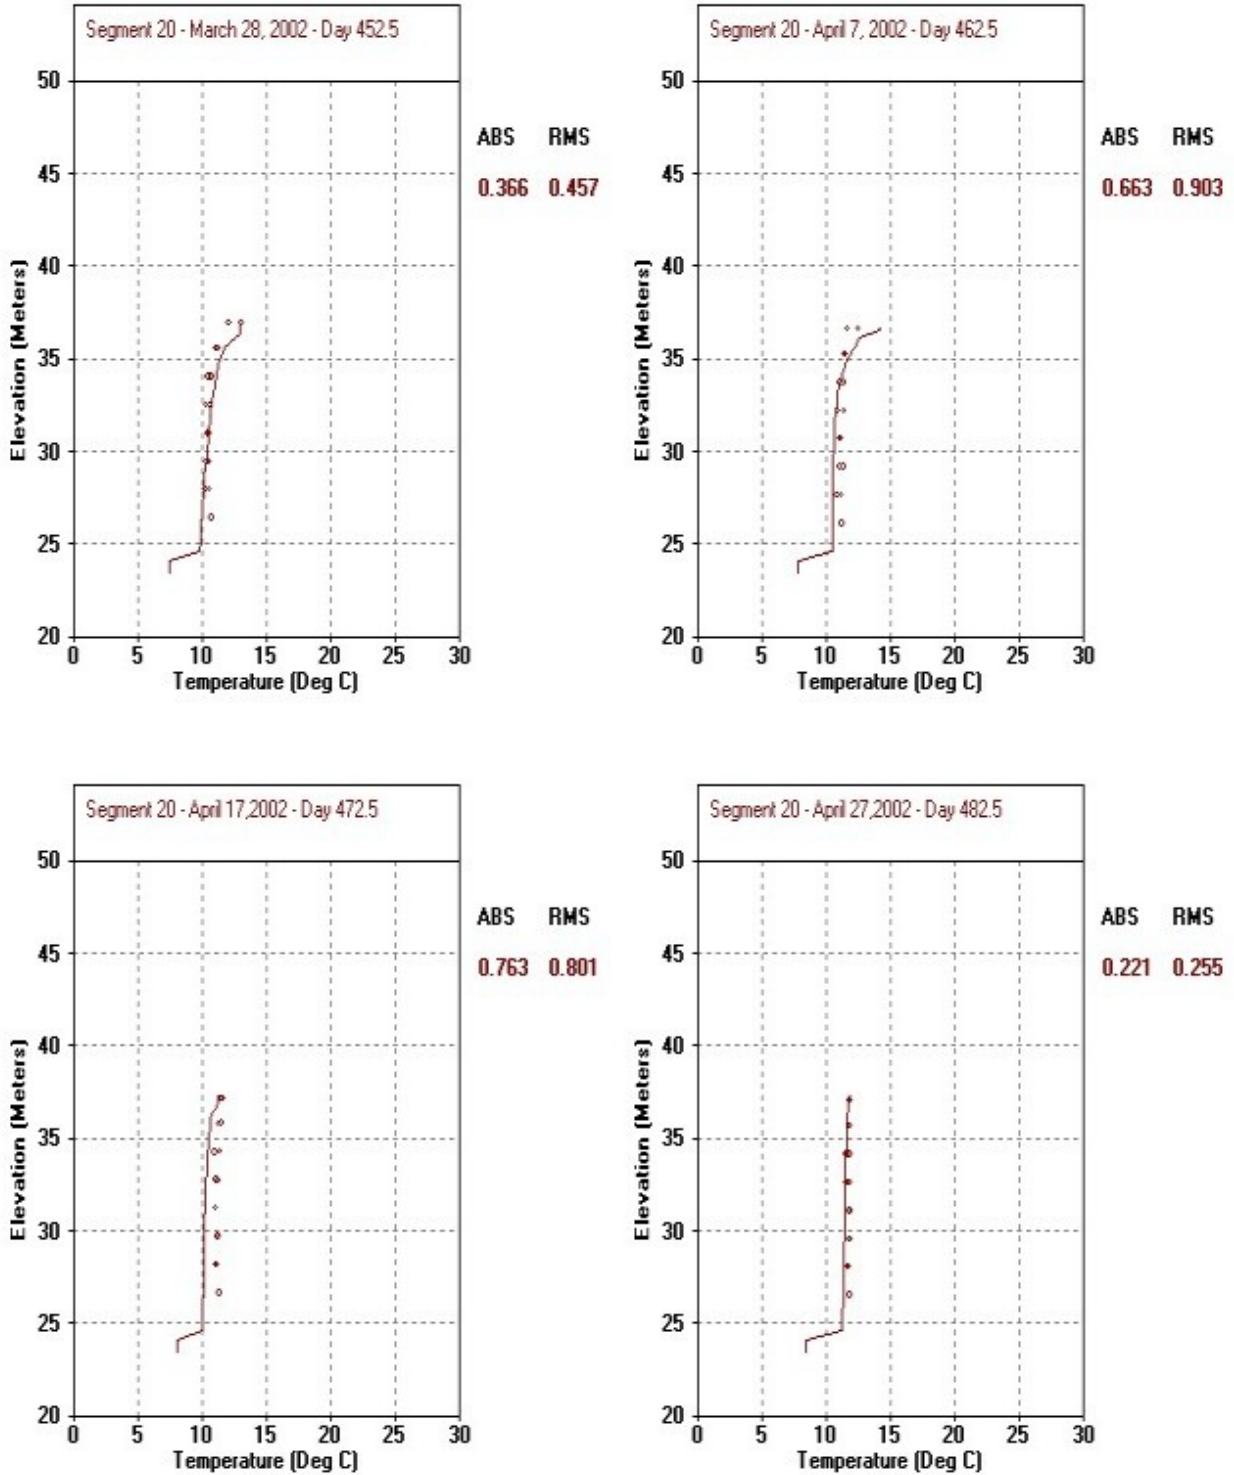 Segment 20 - March 28, 2002 - Day 452.5
50
45
40
35
30
25
20
0 5 10 15 20 25 30
Elevation (Meters)
Temperature (Deg C)
ABS RMS
0.366 0.457
Segment 20 - April 7, 2002 - Day 462.5
50
45
40
35
30
25
20
0 5 10 15 20 25 30
Elevation (Meters)
Temperature (Deg C)
ABS RMS
0.663 0.903
Segment 20 - April 17,2002 - Day 472.5
50
45
40
35
30
25
20
0 5 10 15 20 25 30
Elevation (Meters)
Temperature (Deg C)
ABS RMS
0.763 0.801
Segment 20 - April 27,2002 - Day 482.5
50
45
40
35
30
25
20
0 5 10 15 20 25 30
Elevation (Meters)
Temperature (Deg C)
ABS RMS
0.221 0.255